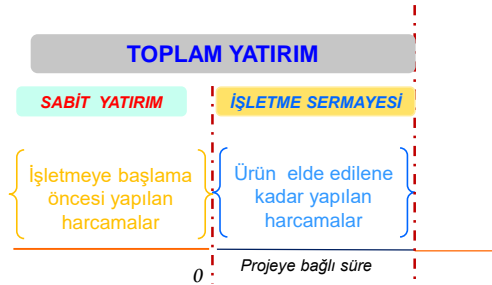 TOPLAM YATIRIM
SABİT YATIRIM
İŞLETME SERMAYESİ
İşletmeye başlama
öncesi yapılan
harcamalar
Ürün elde edilene
kadar yapılan
harcamalar
0
Projeye bağlı süre